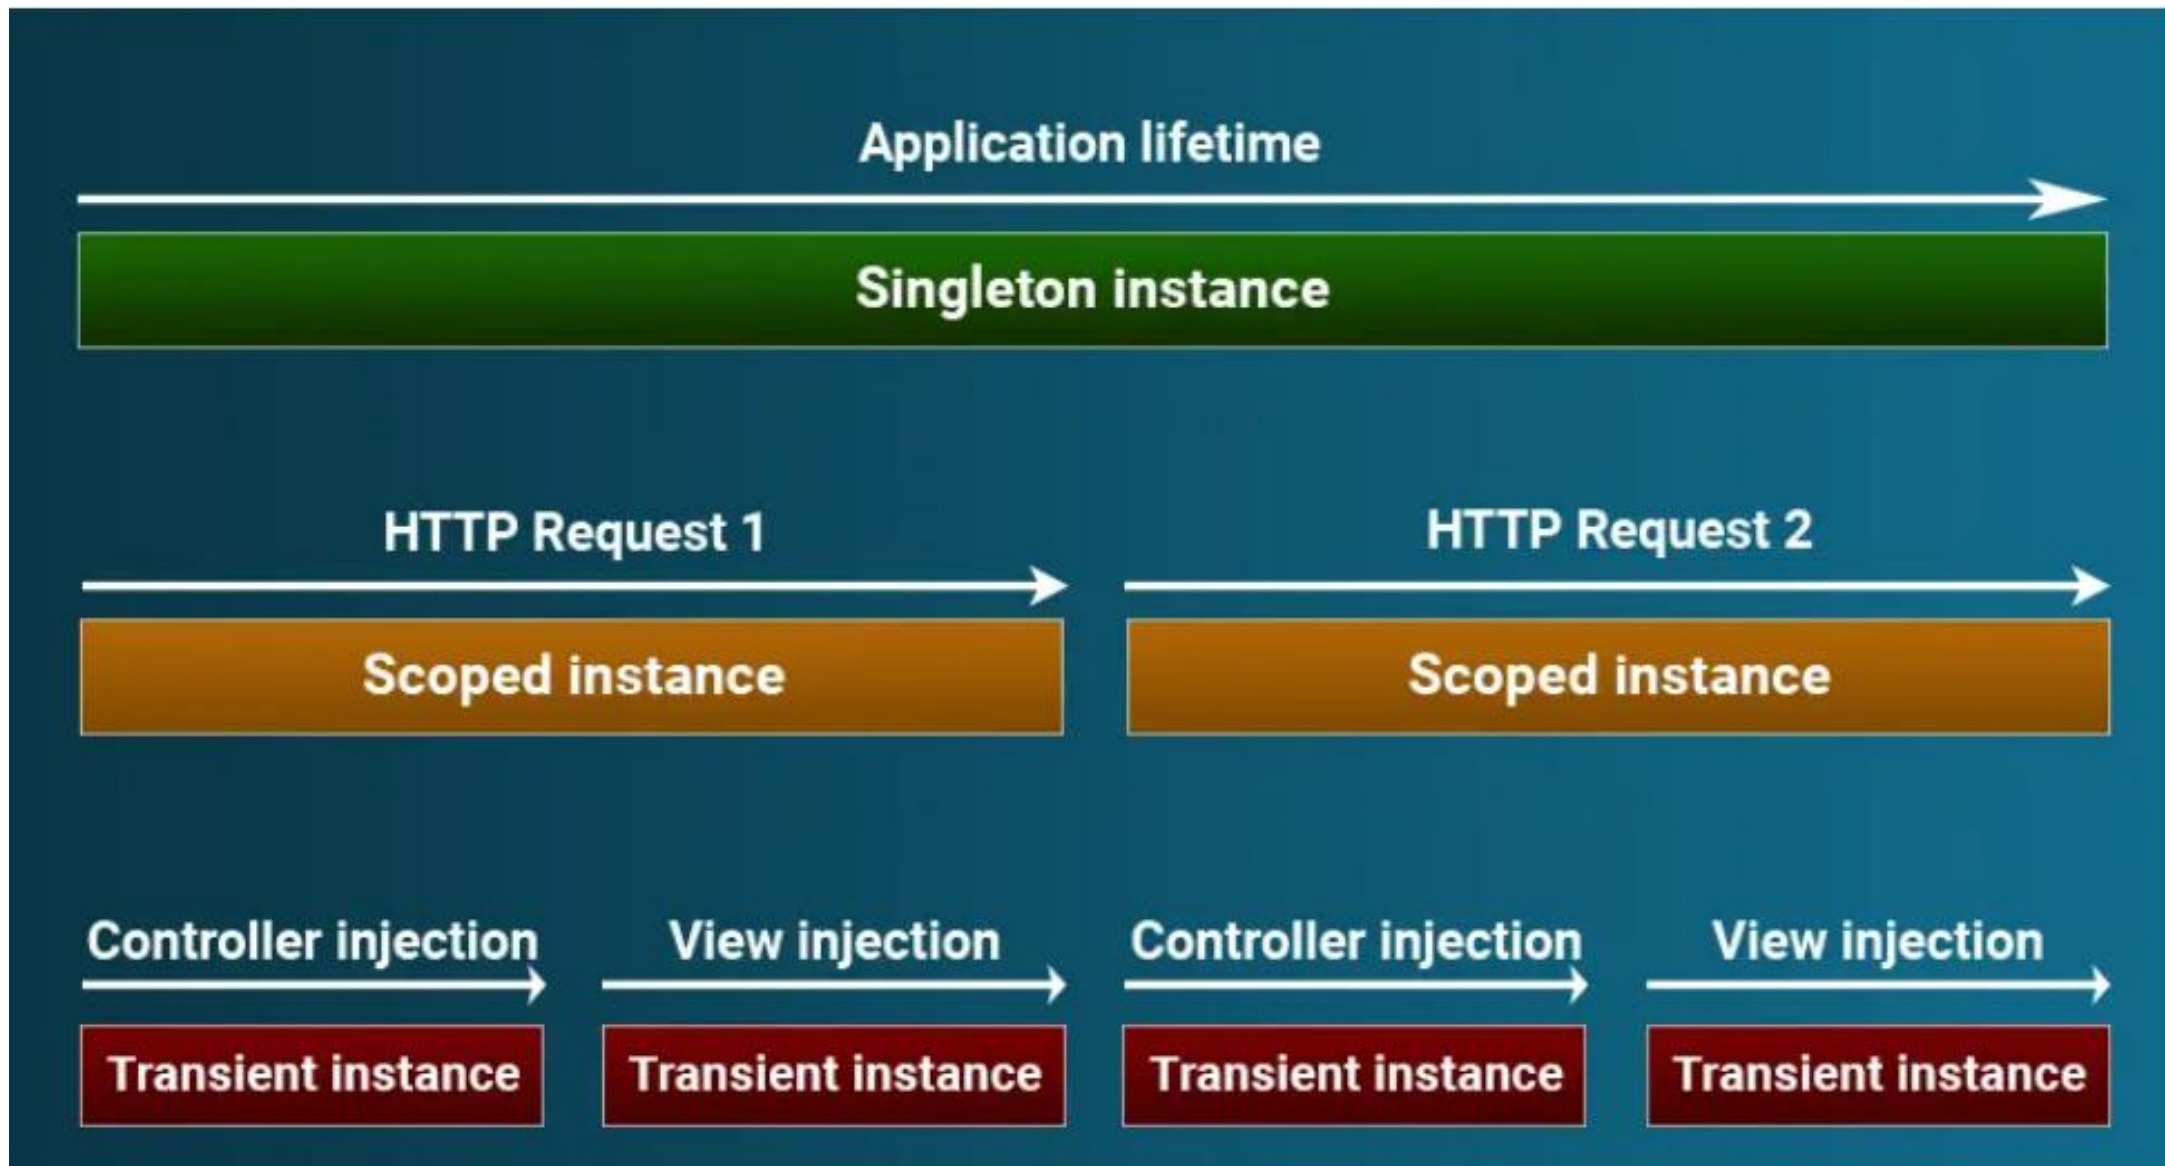 Application lifetime
Singleton instance
HTTP Request 1
HTTP Request 2
Scoped instance
Scoped instance
Controller injection
View injection
Controller injection
View injection
Transient instance
Transient instance
Transient instance
Transient instance